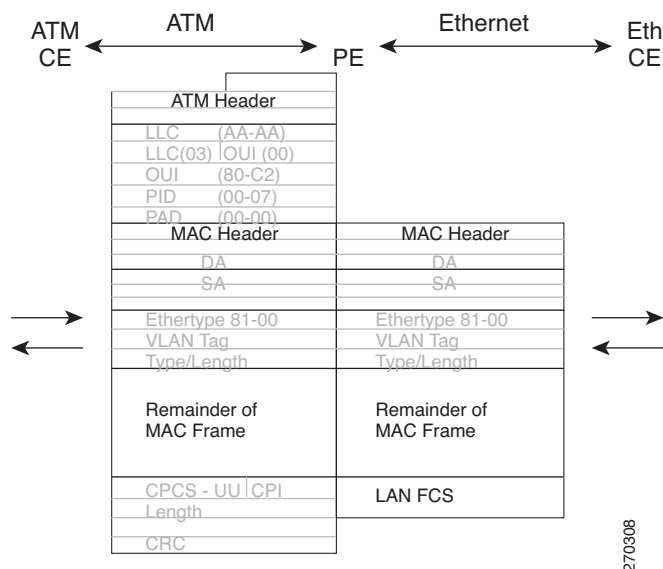 ATM CE
ATM
PE
Ethernet
Eth CE
ATM Header
LLC (AA-AA)
LLC(03) OUI (00)
OUI (80-C2)
PID (00-07)
PAD (00-00)
MAC Header MAC Header
DA DA
SA SA
Ethertype 81-00 Ethertype 81-00
VLAN Tag VLAN Tag
Type/Length Type/Length
Remainder of MAC Frame
Remainder of MAC Frame
CPCS - UU CPI
LAN FCS
Length
CRC
270308